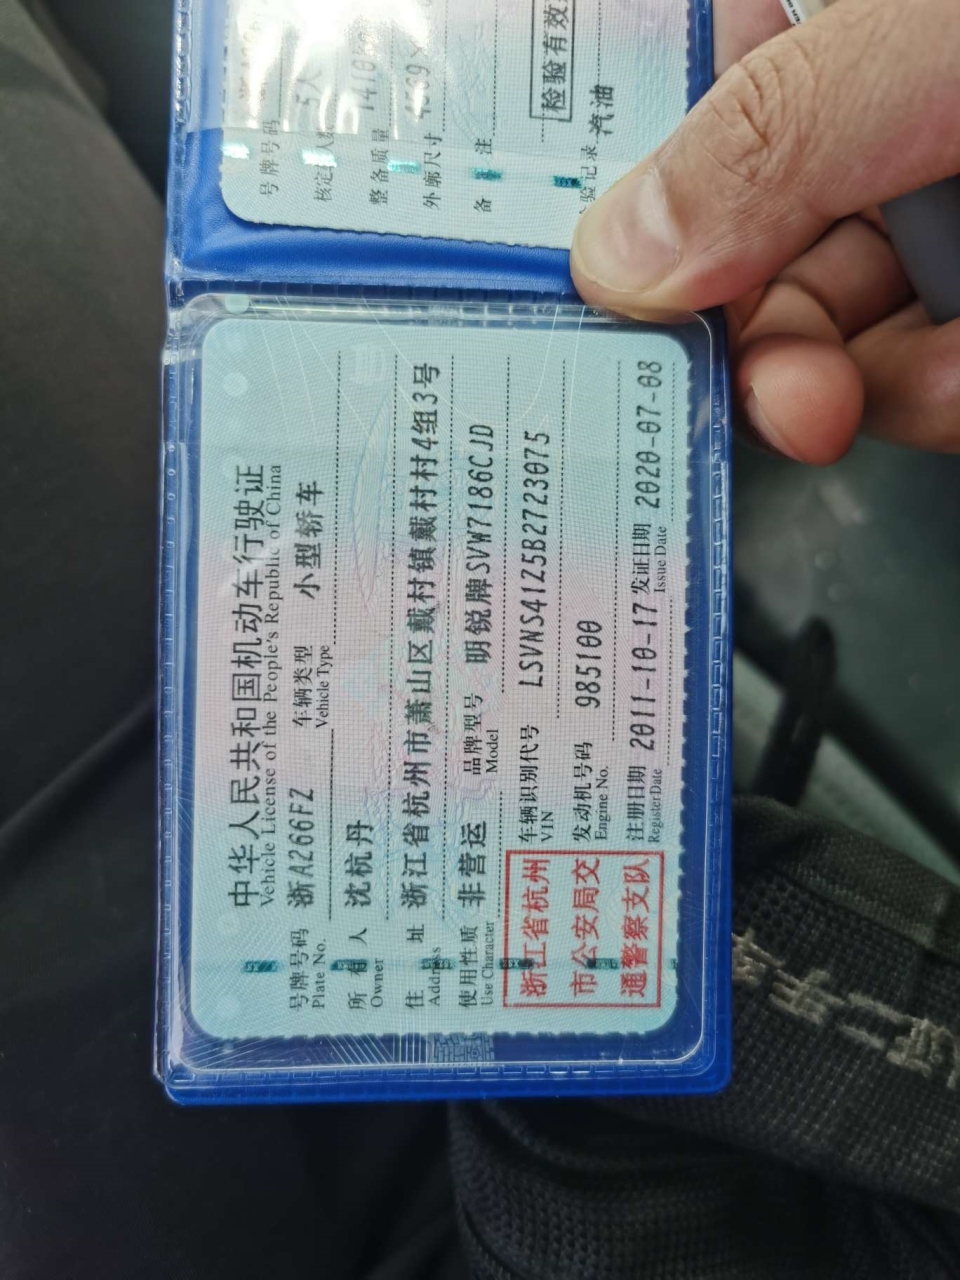 中华人民共和国机动车行驶证
Vehicle License of the People's Republic of China
号牌号码 浙A266FZ 车辆类型 小型轿车
Plate No. Vehicle Type
所有人 沈杭丹
Owner
住址 浙江省杭州市萧山区戴村镇戴村村4组3号
Address
使用性质 非营运 品牌型号 明锐牌SVW7186CJD
Use Character Model
浙江省杭州
市公安局交
通警察支队
车辆识别代号 LSVNS4125B2723075
VIN
发动机号码 985100
Engine No.
注册日期 2011-10-17 发证日期 2020-07-08
Register Date Issue Date
号牌号码
核定 人 5人
整备质量
外廓尺寸
备注
检验有效
验记录 汽油